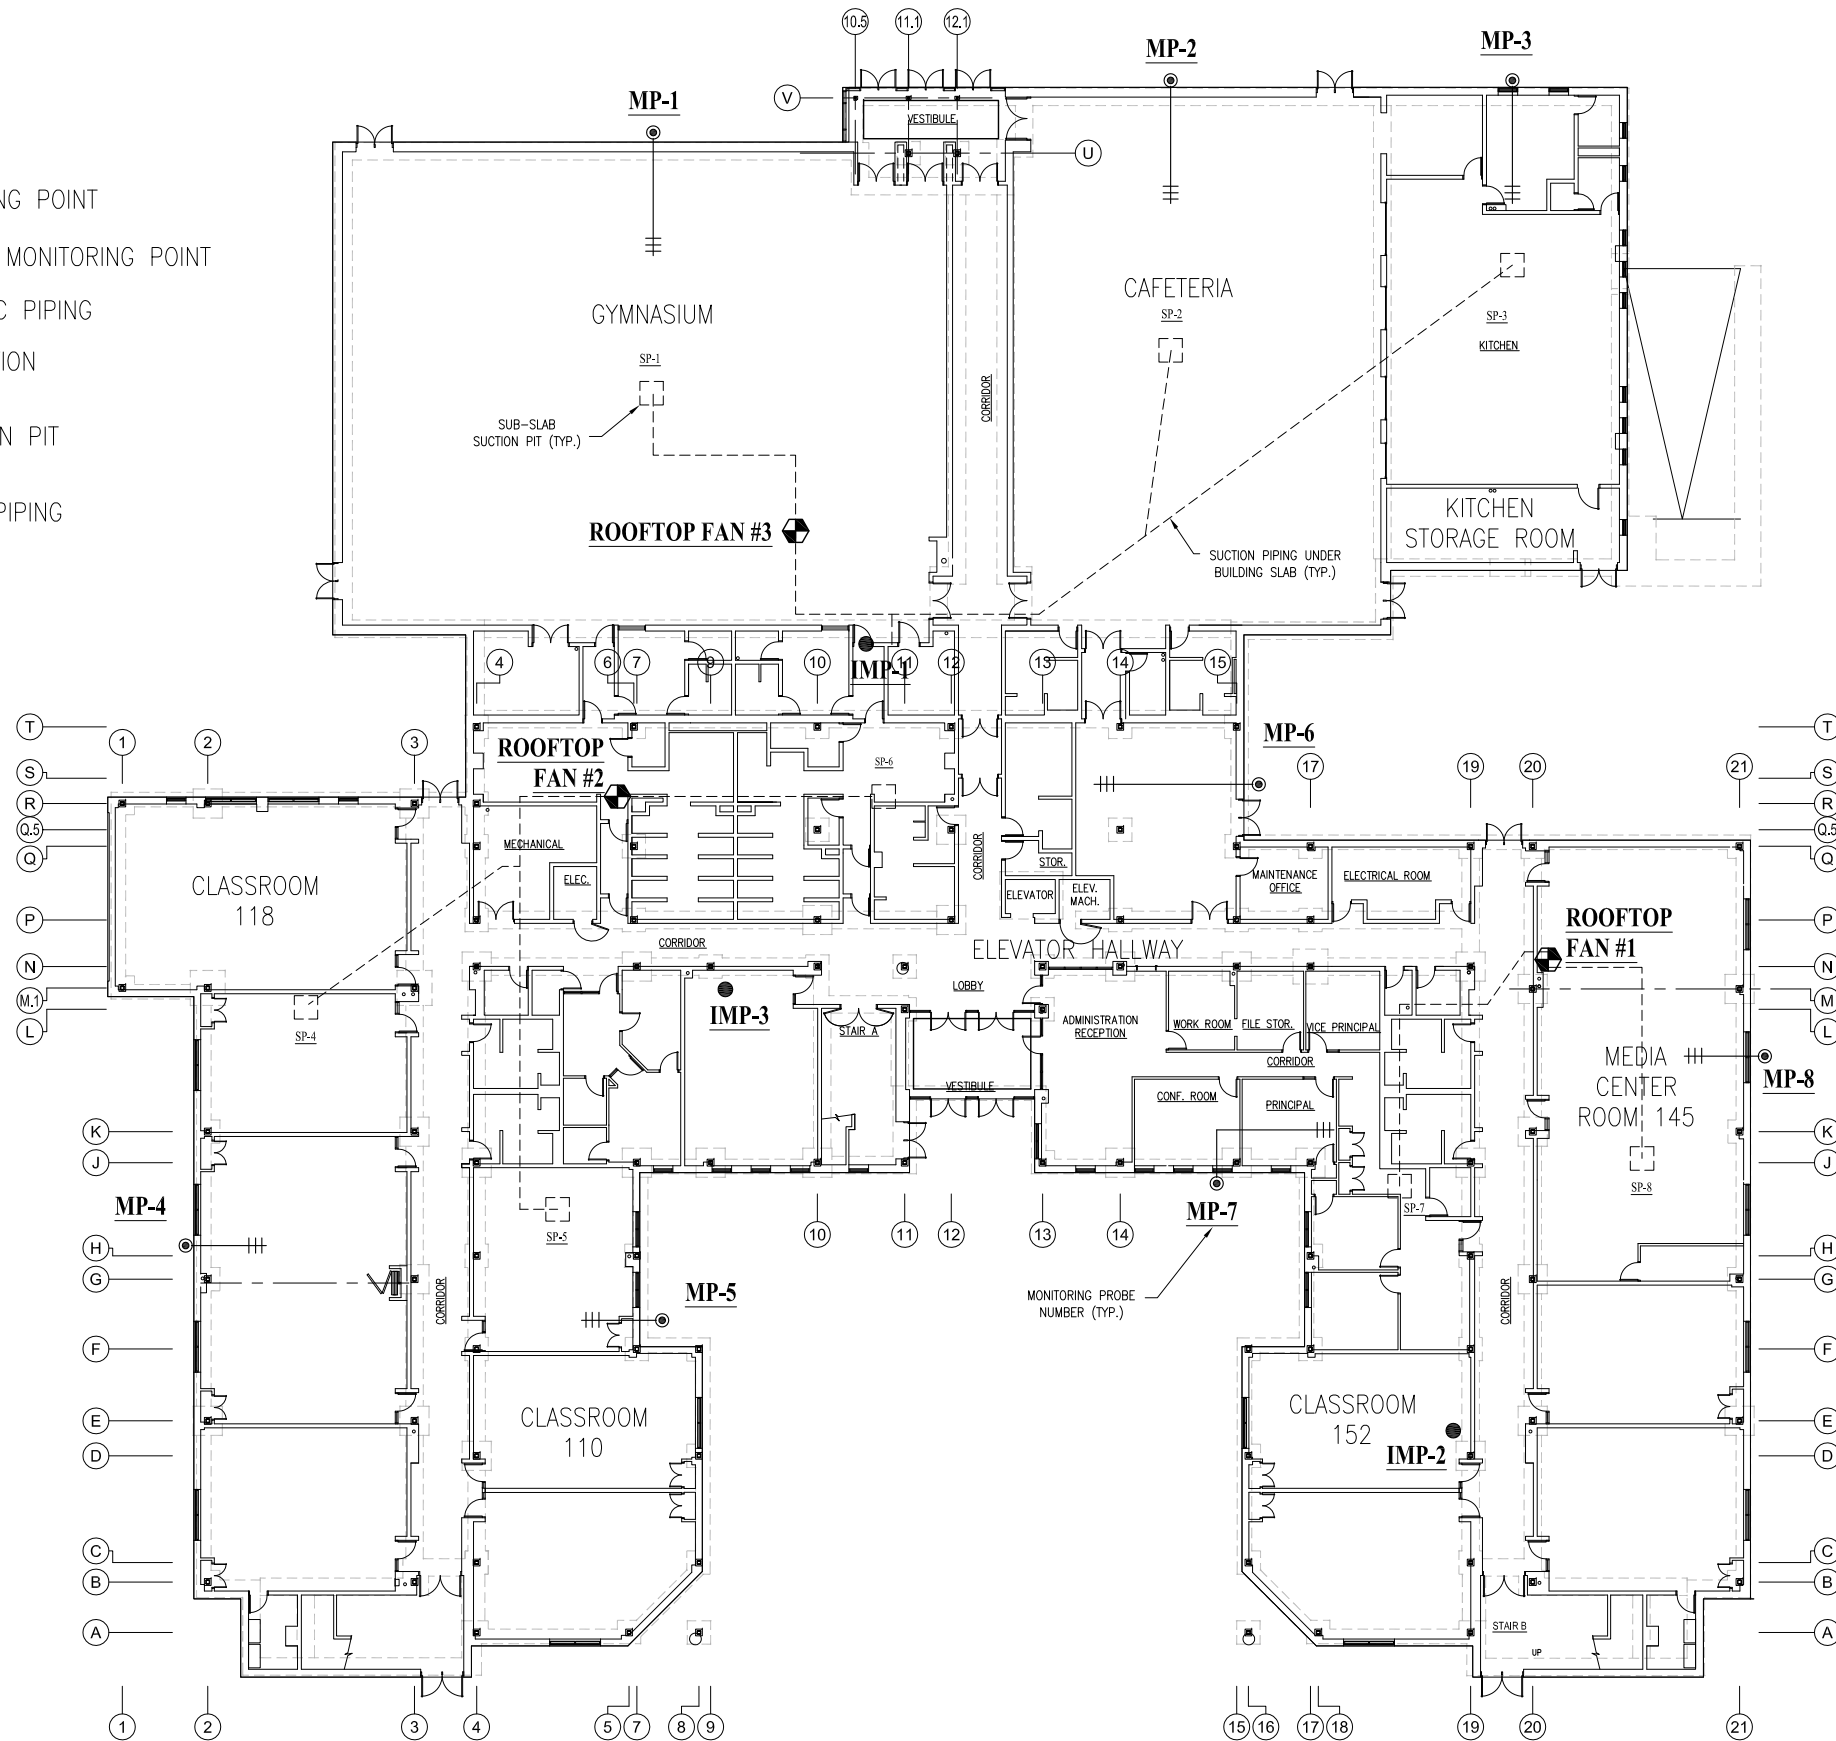 10.5
11.1
12.1
MP-1
MP-2
MP-3
V
VESTIBULE
U
NG POINT
MONITORING POINT
C PIPING
ION
N PIT
PIPING
GYMNASIUM
SP-1
SUB-SLAB
SUCTION PIT (TYP.)
CORRIDOR
CAFETERIA
SP-2
SP-3
KITCHEN
KITCHEN
STORAGE ROOM
ROOFTOP FAN #3
SUCTION PIPING UNDER
BUILDING SLAB (TYP.)
IMP-1
4
6
7
9
10
11
12
13
14
15
T
1
2
3
ROOFTOP
FAN #2
SP-6
MP-6
17
19
20
21
T
S
R
Q.5
Q
S
R
Q.5
Q
MECHANICAL
ELEC.
CORRIDOR
STOR.
ELEVATOR
ELEV.
MACH.
MAINTENANCE
OFFICE
ELECTRICAL ROOM
CLASSROOM
118
P
P
ROOFTOP
FAN #1
CORRIDOR
ELEVATOR HALLWAY
N
M.1
L
N
M
L
SP-4
IMP-3
STAIR A
LOBBY
VESTIBULE
ADMINISTRATION
RECEPTION
WORK ROOM
FILE STOR.
VICE PRINCIPAL
CORRIDOR
CONF. ROOM
PRINCIPAL
MEDIA
CENTER
ROOM 145
MP-8
K
J
K
J
MP-4
SP-5
MP-7
SP-7
SP-8
10
11
12
13
14
H
G
H
G
CORRIDOR
MP-5
MONITORING PROBE
NUMBER (TYP.)
CORRIDOR
F
F
CLASSROOM
110
CLASSROOM
152
IMP-2
E
D
E
D
C
B
C
B
A
STAIR B
UP
A
1
2
3
4
5
7
8
9
15
16
17
18
19
20
21